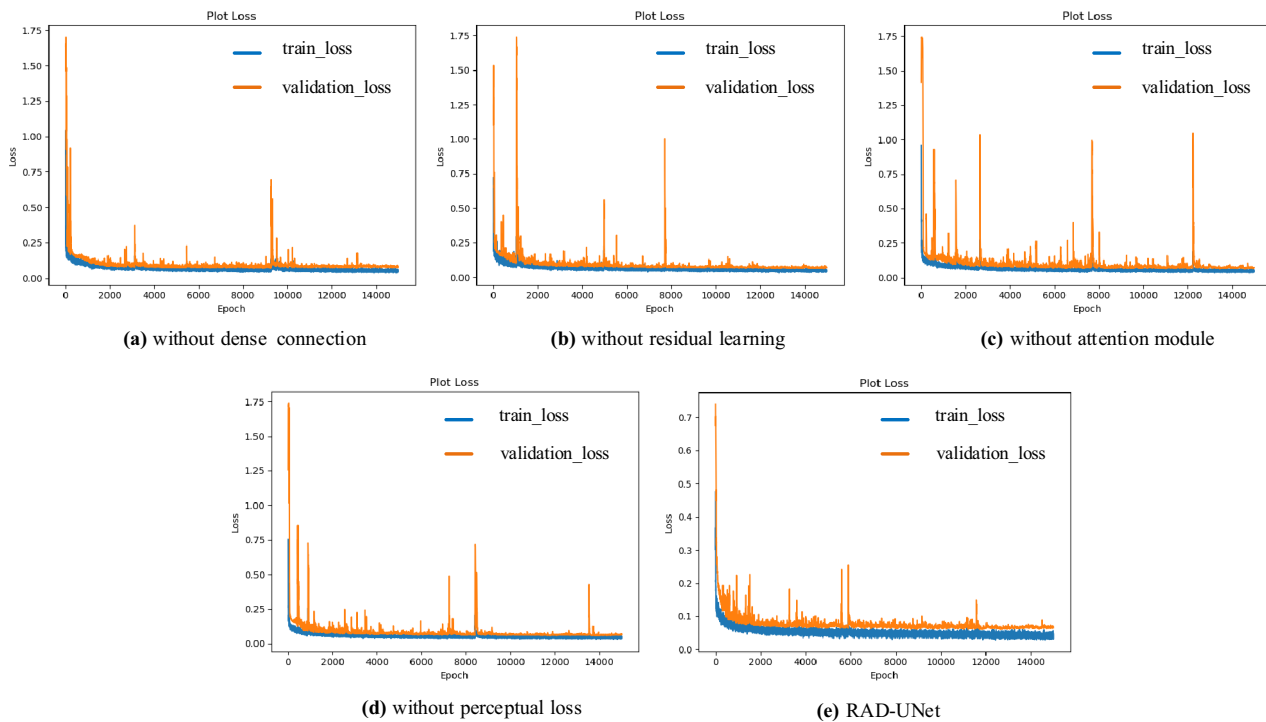 Plot Loss
1.75
1.50
1.25
1.00
0.75
0.50
0.25
0.00
Loss
train_loss
validation_loss
0 2000 4000 6000 8000 10000 12000 14000
Epoch
(a) without dense connection
Plot Loss
1.75
1.50
1.25
1.00
0.75
0.50
0.25
0.00
Loss
train_loss
validation_loss
0 2000 4000 6000 8000 10000 12000 14000
Epoch
(b) without residual learning
Plot Loss
1.75
1.50
1.25
1.00
0.75
0.50
0.25
0.00
Loss
train_loss
validation_loss
0 2000 4000 6000 8000 10000 12000 14000
Epoch
(c) without attention module
Plot Loss
1.75
1.50
1.25
1.00
0.75
0.50
0.25
0.00
Loss
train_loss
validation_loss
0 2000 4000 6000 8000 10000 12000 14000
Epoch
(d) without perceptual loss
Plot Loss
0.7
0.6
0.5
0.4
0.3
0.2
0.1
0.0
Loss
train_loss
validation_loss
0 2000 4000 6000 8000 10000 12000 14000
Epoch
(e) RAD-UNet